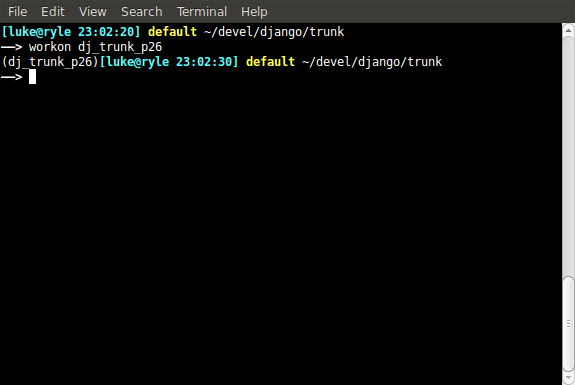 File Edit View Search Terminal Help
[luke@ryle 23:02:20] default ~/devel/django/trunk
——> workon dj_trunk_p26
(dj_trunk_p26)[luke@ryle 23:02:30] default ~/devel/django/trunk
——>